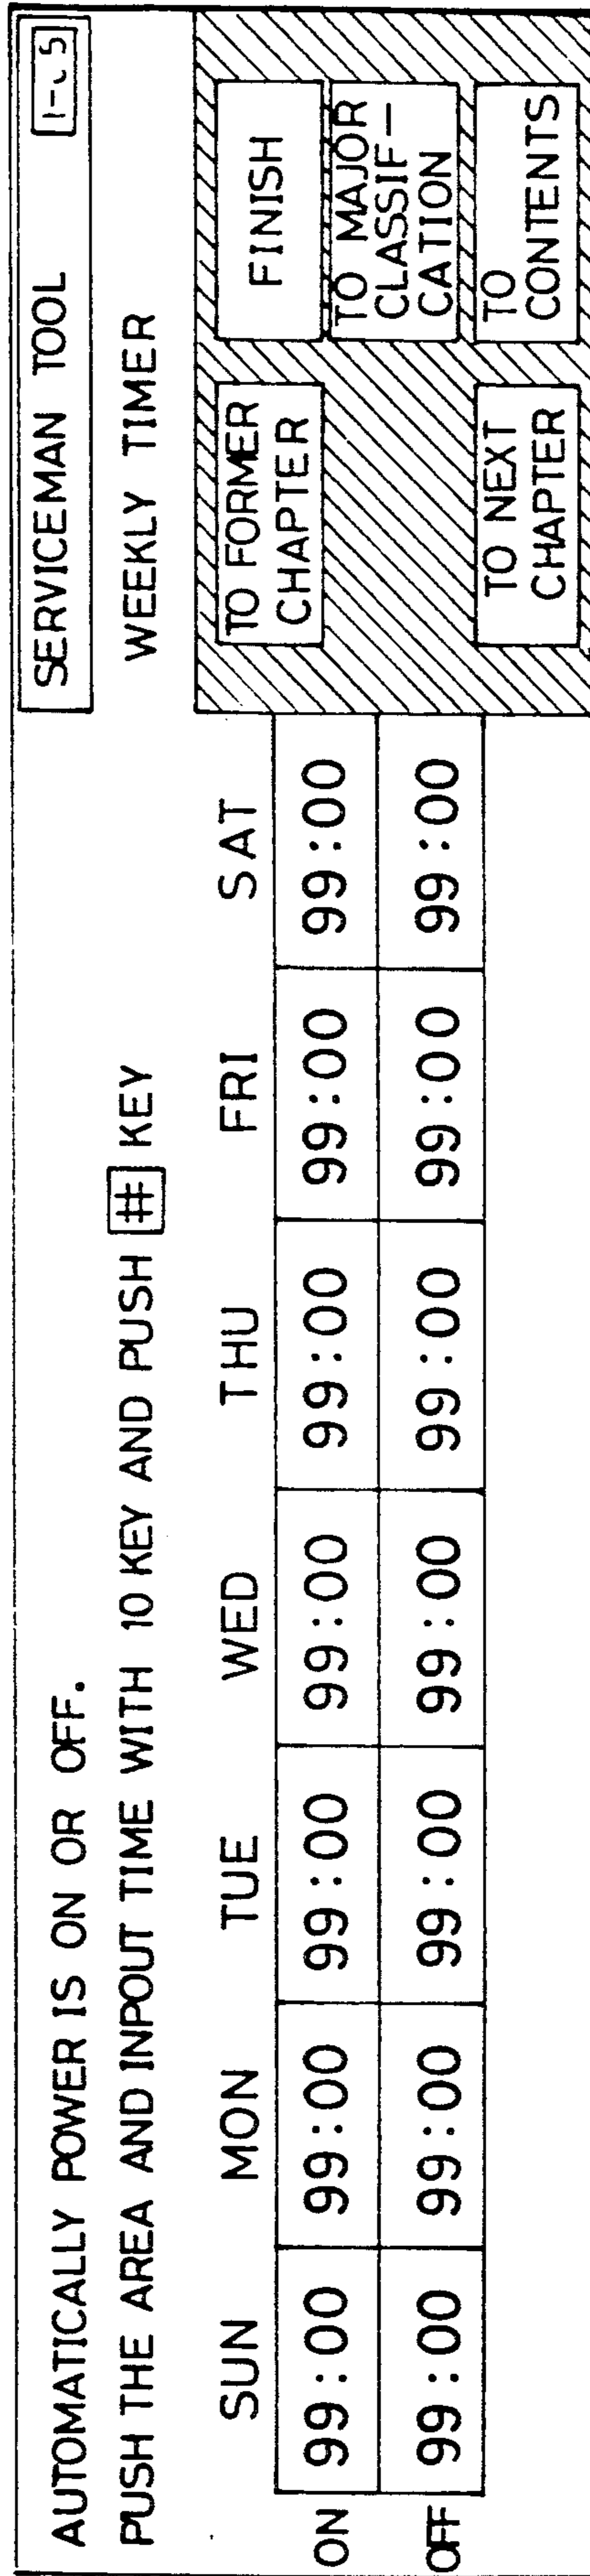 AUTOMATICALLY POWER IS ON OR OFF.
PUSH THE AREA AND INPOUT TIME WITH 10 KEY AND PUSH # KEY
SERVICEMAN TOOL
WEEKLY TIMER
SUN MON TUE WED THU FRI SAT
ON 99:00 99:00 99:00 99:00 99:00 99:00 99:00
OFF 99:00 99:00 99:00 99:00 99:00 99:00 99:00
TO FORMER
CHAPTER
FINISH
TO MAJOR
CLASSIF-
CATION
TO NEXT
CHAPTER
TO
CONTENTS